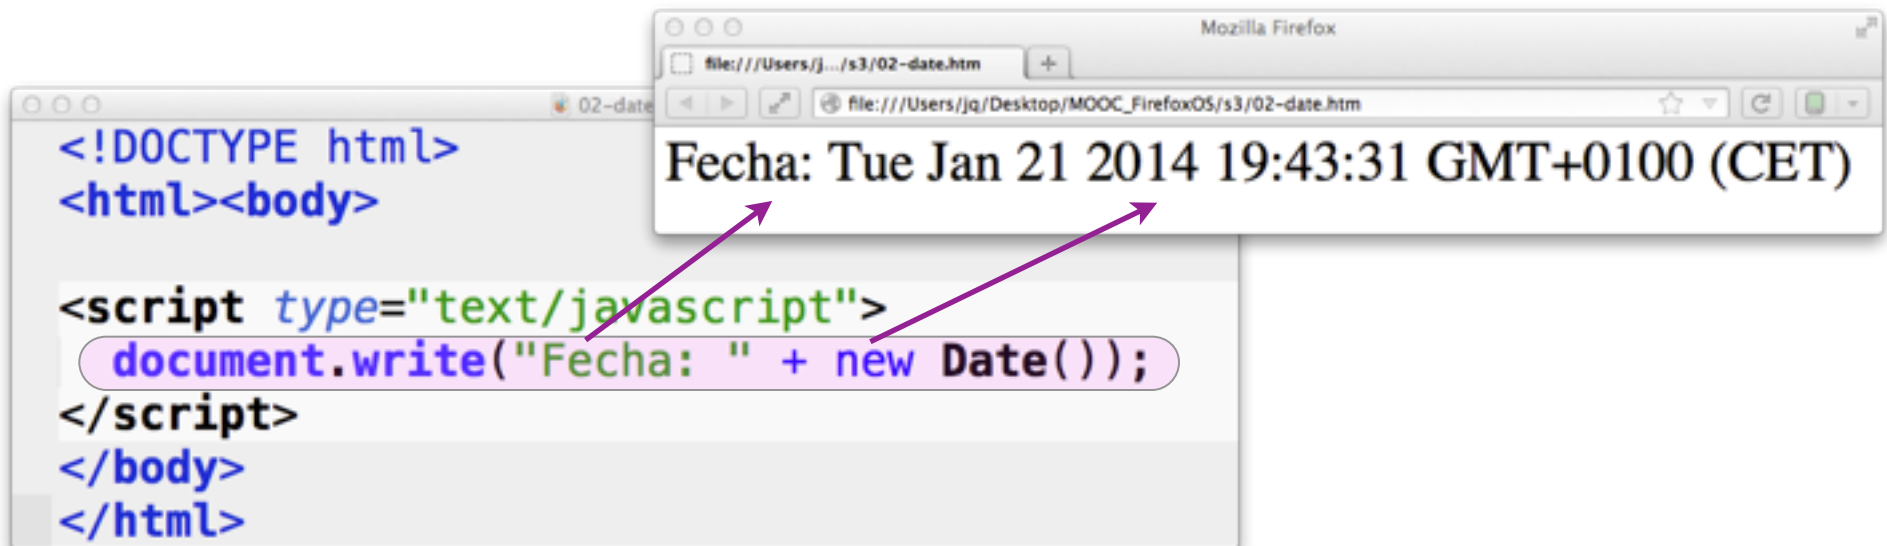 Mozilla Firefox
file:///Users/j.../s3/02-date.htm
file:///Users/jq/Desktop/MOOC_FirefoxOS/s3/02-date.htm
Fecha: Tue Jan 21 2014 19:43:31 GMT+0100 (CET)
02-date
<!DOCTYPE html>
<html><body>
<script type="text/javascript">
document.write("Fecha: " + new Date());
</script>
</body>
</html>